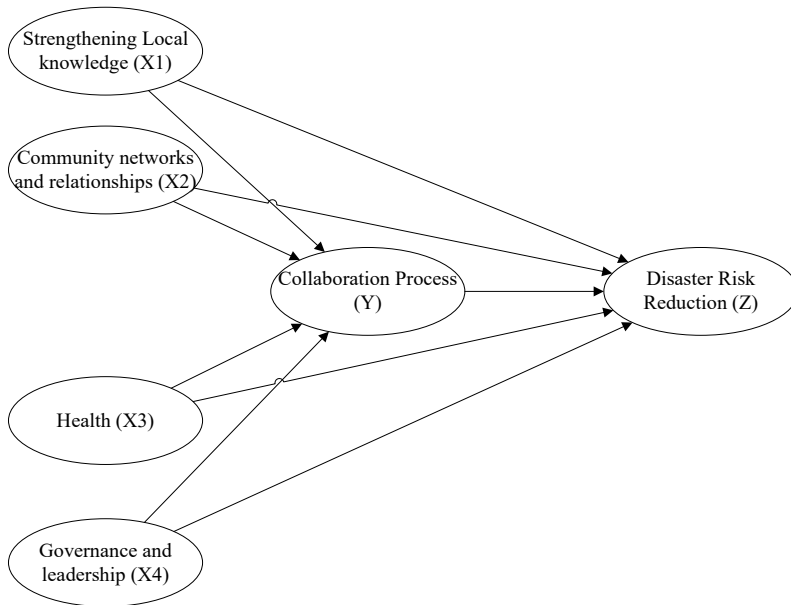 Strengthening Local
knowledge (X1)
Community networks
and relationships (X2)
Collaboration Process
(Y)
Disaster Risk
Reduction (Z)
Health (X3)
Governance and
leadership (X4)